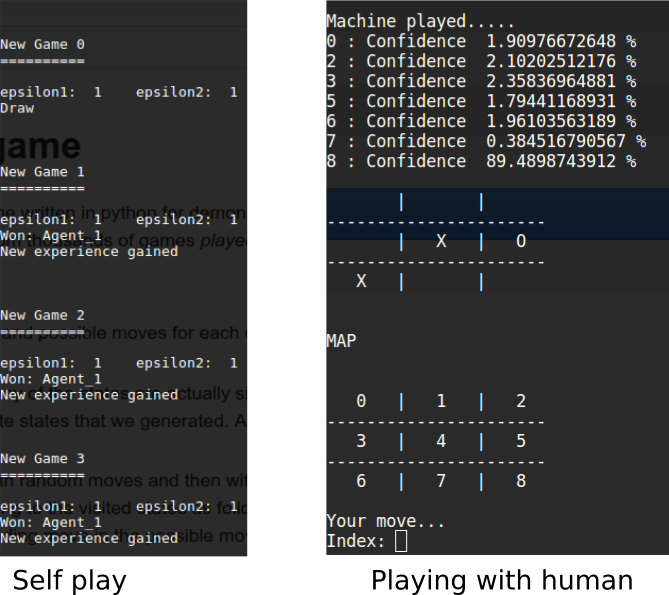 New Game 0
==========
epsilon1:  1    epsilon2:  1
Draw
game
New Game 1
==========
epsilon1:  1    epsilon2:  1
Won: Agent_1
New experience gained
New Game 2
==========
epsilon1:  1    epsilon2:  1
Won: Agent_1
New experience gained
New Game 3
==========
epsilon1:  1    epsilon2:  1
Won: Agent_1
New experience gained
Self play
Machine played.....
0 : Confidence  1.90976672648 %
2 : Confidence  2.10202512176 %
3 : Confidence  2.35836964881 %
5 : Confidence  1.79441168931 %
6 : Confidence  1.96103563189 %
7 : Confidence  0.384516790567 %
8 : Confidence  89.4898743912 %
       |       |
----------------------
       |   X   |   O
----------------------
   X   |       |
MAP
   0   |   1   |   2
----------------------
   3   |   4   |   5
----------------------
   6   |   7   |   8
Your move...
Index:
Playing with human